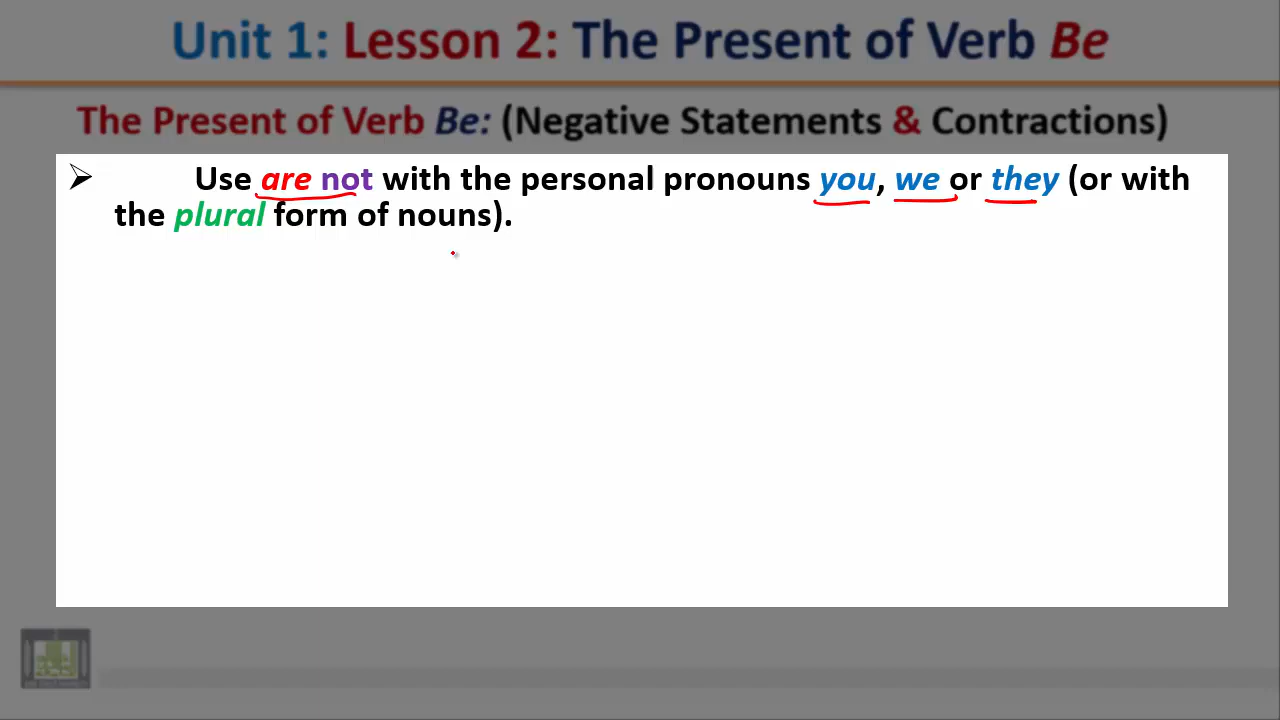 Unit 1: Lesson 2: The Present of Verb Be
The Present of Verb Be: (Negative Statements & Contractions)
➢ Use are not with the personal pronouns you, we or they (or with
the plural form of nouns).